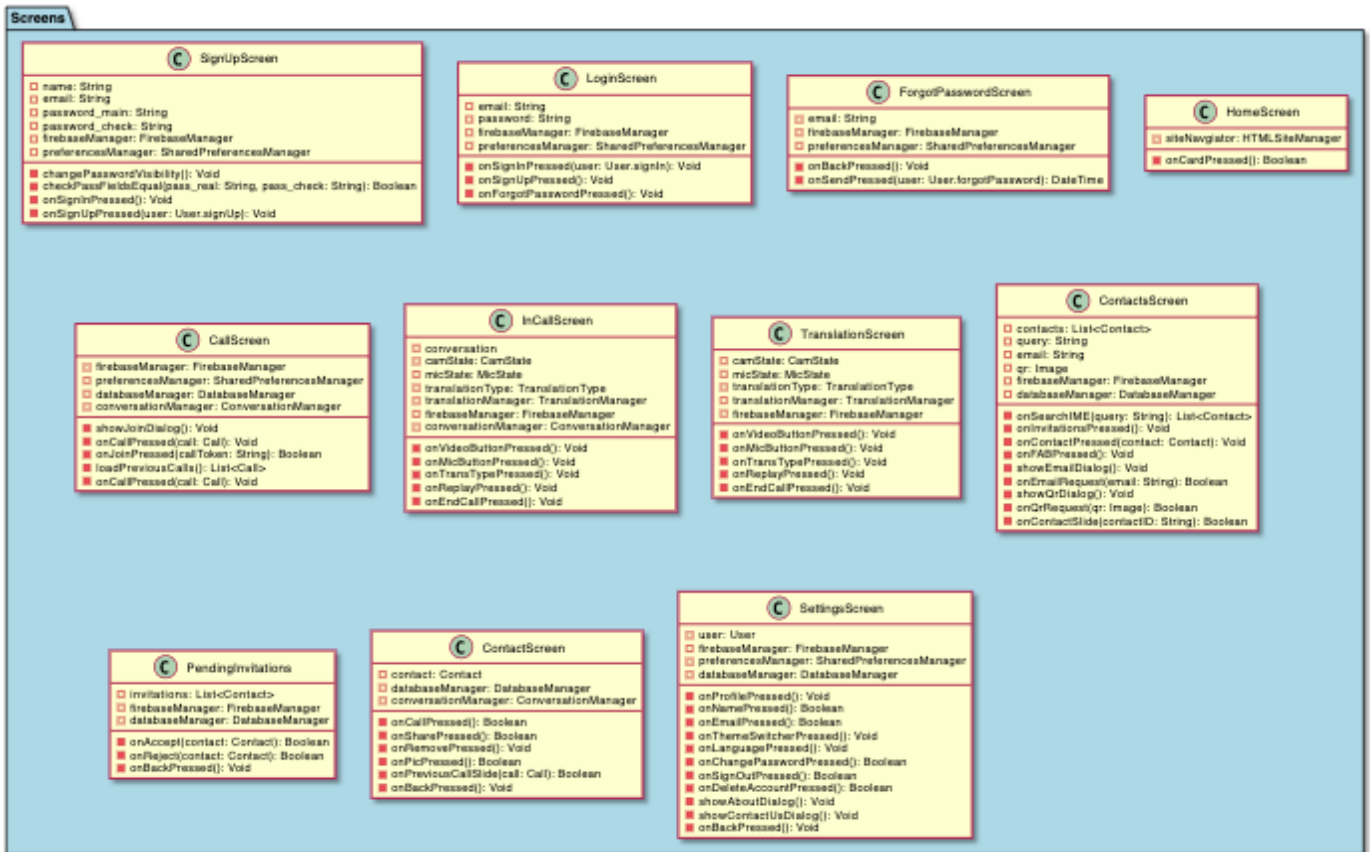 Screens
SignUpScreen
name: String
email: String
password_main: String
password_check: String
firebaseManager: FirebaseManager
preferencesManager: SharedPreferencesManager
changePasswordVisibility(): Void
checkPassFieldsEqual(pass_real: String, pass_check: String): Boolean
onSignInPressed(): Void
onSignUpPressed(user: User.signUp): Void
LoginScreen
email: String
password: String
firebaseManager: FirebaseManager
preferencesManager: SharedPreferencesManager
onSignInPressed(user: User.signIn): Void
onSignUpPressed(): Void
onForgotPasswordPressed(): Void
ForgotPasswordScreen
email: String
firebaseManager: FirebaseManager
preferencesManager: SharedPreferencesManager
onBackPressed(): Void
onSendPressed(user: User.forgotPassword): DateTime
HomeScreen
siteNavgiator: HTMLSiteManager
onCardPressed(): Boolean
CallScreen
firebaseManager: FirebaseManager
preferencesManager: SharedPreferencesManager
databaseManager: DatabaseManager
conversationManager: ConversationManager
showJoinDialog(): Void
onCallPressed(call: Call): Void
onJoinPressed(callToken: String): Boolean
loadPreviousCalls(): List<Call>
onCallPressed(call: Call): Void
InCallScreen
conversation
camState: CamState
micState: MicState
translationType: TranslationType
translationManager: TranslationManager
firebaseManager: FirebaseManager
conversationManager: ConversationManager
onVideoButtonPressed(): Void
onMicButtonPressed(): Void
onTransTypePressed(): Void
onReplayPressed(): Void
onEndCallPressed(): Void
TranslationScreen
camState: CamState
micState: MicState
translationType: TranslationType
translationManager: TranslationManager
firebaseManager: FirebaseManager
onVideoButtonPressed(): Void
onMicButtonPressed(): Void
onTransTypePressed(): Void
onReplayPressed(): Void
onEndCallPressed(): Void
ContactsScreen
contacts: List<Contact>
query: String
email: String
qr: Image
firebaseManager: FirebaseManager
databaseManager: DatabaseManager
onSearchIME(query: String): List<Contact>
onInvitationsPressed(): Void
onContactPressed(contact: Contact): Void
onFABPressed(): Void
showEmailDialog(): Void
onEmailRequest(email: String): Boolean
showQrDialog(): Void
onQrRequest(qr: Image): Boolean
onContactSlide(contactID: String): Boolean
PendingInvitations
invitations: List<Contact>
firebaseManager: FirebaseManager
databaseManager: DatabaseManager
onAccept(contact: Contact): Boolean
onReject(contact: Contact): Boolean
onBackPressed(): Void
ContactScreen
contact: Contact
databaseManager: DatabaseManager
conversationManager: ConversationManager
onCallPressed(): Boolean
onSharePressed(): Boolean
onRemovePressed(): Void
onPicPressed(): Boolean
onPreviousCallSlide(call: Call): Boolean
onBackPressed(): Void
SettingsScreen
user: User
firebaseManager: FirebaseManager
preferencesManager: SharedPreferencesManager
databaseManager: DatabaseManager
onProfilePressed(): Void
onNamePressed(): Boolean
onEmailPressed(): Boolean
onThemeSwitcherPressed(): Void
onLanguagePressed(): Void
onChangePasswordPressed(): Boolean
onSignOutPressed(): Boolean
onDeleteAccountPressed(): Boolean
showAboutDialog(): Void
showContactUsDialog(): Void
onBackPressed(): Void